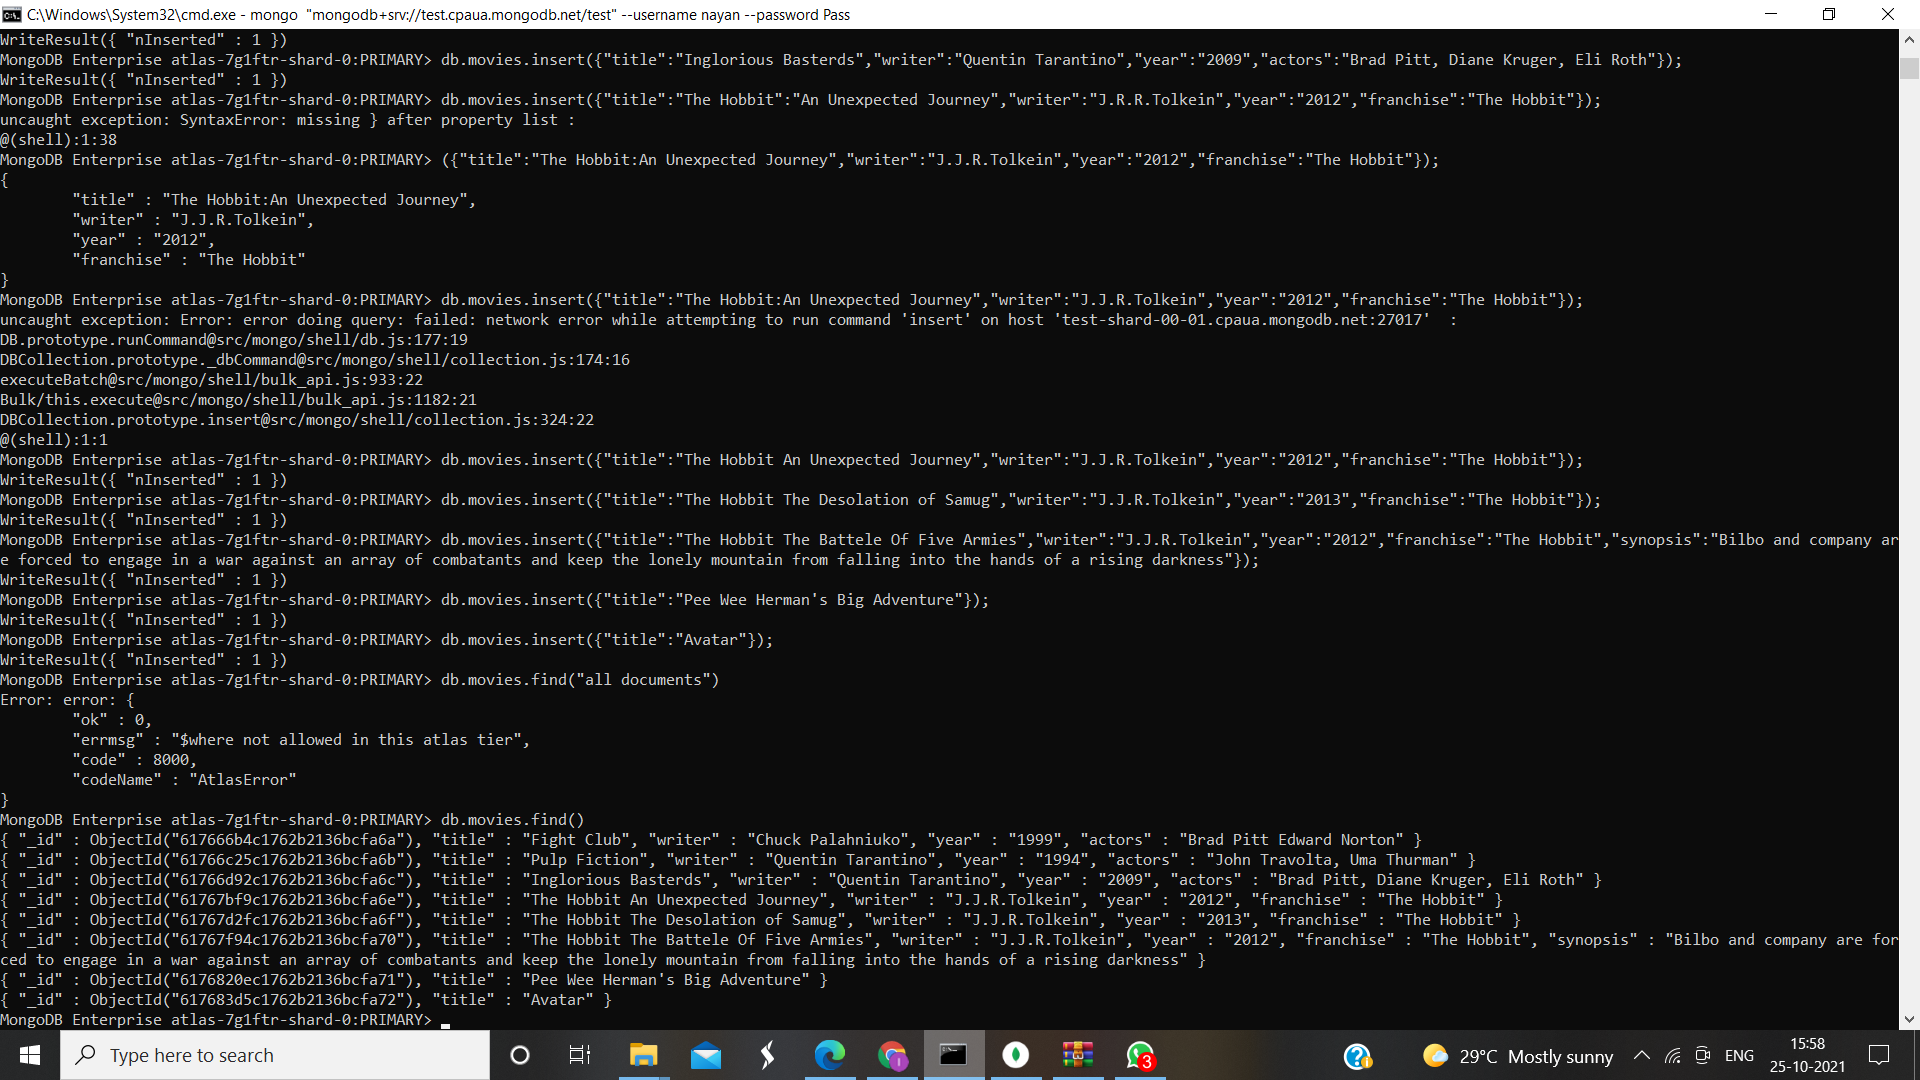 C:\Windows\System32\cmd.exe - mongo  "mongodb+srv://test.cpaua.mongodb.net/test" --username nayan --password Pass
WriteResult({ "nInserted" : 1 })
MongoDB Enterprise atlas-7g1ftr-shard-0:PRIMARY> db.movies.insert({"title":"Inglorious Basterds","writer":"Quentin Tarantino","year":"2009","actors":"Brad Pitt, Diane Kruger, Eli Roth"});
WriteResult({ "nInserted" : 1 })
MongoDB Enterprise atlas-7g1ftr-shard-0:PRIMARY> db.movies.insert({"title":"The Hobbit":"An Unexpected Journey","writer":"J.R.R.Tolkein","year":"2012","franchise":"The Hobbit"});
uncaught exception: SyntaxError: missing } after property list :
@(shell):1:38
MongoDB Enterprise atlas-7g1ftr-shard-0:PRIMARY> ({"title":"The Hobbit:An Unexpected Journey","writer":"J.J.R.Tolkein","year":"2012","franchise":"The Hobbit"});
{
        "title" : "The Hobbit:An Unexpected Journey",
        "writer" : "J.J.R.Tolkein",
        "year" : "2012",
        "franchise" : "The Hobbit"
}
MongoDB Enterprise atlas-7g1ftr-shard-0:PRIMARY> db.movies.insert({"title":"The Hobbit:An Unexpected Journey","writer":"J.J.R.Tolkein","year":"2012","franchise":"The Hobbit"});
uncaught exception: Error: error doing query: failed: network error while attempting to run command 'insert' on host 'test-shard-00-01.cpaua.mongodb.net:27017'  :
DB.prototype.runCommand@src/mongo/shell/db.js:177:19
DBCollection.prototype._dbCommand@src/mongo/shell/collection.js:174:16
executeBatch@src/mongo/shell/bulk_api.js:933:22
Bulk/this.execute@src/mongo/shell/bulk_api.js:1182:21
DBCollection.prototype.insert@src/mongo/shell/collection.js:324:22
@(shell):1:1
MongoDB Enterprise atlas-7g1ftr-shard-0:PRIMARY> db.movies.insert({"title":"The Hobbit An Unexpected Journey","writer":"J.J.R.Tolkein","year":"2012","franchise":"The Hobbit"});
WriteResult({ "nInserted" : 1 })
MongoDB Enterprise atlas-7g1ftr-shard-0:PRIMARY> db.movies.insert({"title":"The Hobbit The Desolation of Samug","writer":"J.J.R.Tolkein","year":"2013","franchise":"The Hobbit"});
WriteResult({ "nInserted" : 1 })
MongoDB Enterprise atlas-7g1ftr-shard-0:PRIMARY> db.movies.insert({"title":"The Hobbit The Battele Of Five Armies","writer":"J.J.R.Tolkein","year":"2012","franchise":"The Hobbit","synopsis":"Bilbo and company ar
e forced to engage in a war against an array of combatants and keep the lonely mountain from falling into the hands of a rising darkness"});
WriteResult({ "nInserted" : 1 })
MongoDB Enterprise atlas-7g1ftr-shard-0:PRIMARY> db.movies.insert({"title":"Pee Wee Herman's Big Adventure"});
WriteResult({ "nInserted" : 1 })
MongoDB Enterprise atlas-7g1ftr-shard-0:PRIMARY> db.movies.insert({"title":"Avatar"});
WriteResult({ "nInserted" : 1 })
MongoDB Enterprise atlas-7g1ftr-shard-0:PRIMARY> db.movies.find("all documents")
Error: error: {
        "ok" : 0,
        "errmsg" : "$where not allowed in this atlas tier",
        "code" : 8000,
        "codeName" : "AtlasError"
}
MongoDB Enterprise atlas-7g1ftr-shard-0:PRIMARY> db.movies.find()
{ "_id" : ObjectId("617666b4c1762b2136bcfa6a"), "title" : "Fight Club", "writer" : "Chuck Palahniuko", "year" : "1999", "actors" : "Brad Pitt Edward Norton" }
{ "_id" : ObjectId("61766c25c1762b2136bcfa6b"), "title" : "Pulp Fiction", "writer" : "Quentin Tarantino", "year" : "1994", "actors" : "John Travolta, Uma Thurman" }
{ "_id" : ObjectId("61766d92c1762b2136bcfa6c"), "title" : "Inglorious Basterds", "writer" : "Quentin Tarantino", "year" : "2009", "actors" : "Brad Pitt, Diane Kruger, Eli Roth" }
{ "_id" : ObjectId("61767bf9c1762b2136bcfa6e"), "title" : "The Hobbit An Unexpected Journey", "writer" : "J.J.R.Tolkein", "year" : "2012", "franchise" : "The Hobbit" }
{ "_id" : ObjectId("61767d2fc1762b2136bcfa6f"), "title" : "The Hobbit The Desolation of Samug", "writer" : "J.J.R.Tolkein", "year" : "2013", "franchise" : "The Hobbit" }
{ "_id" : ObjectId("61767f94c1762b2136bcfa70"), "title" : "The Hobbit The Battele Of Five Armies", "writer" : "J.J.R.Tolkein", "year" : "2012", "franchise" : "The Hobbit", "synopsis" : "Bilbo and company are for
ced to engage in a war against an array of combatants and keep the lonely mountain from falling into the hands of a rising darkness" }
{ "_id" : ObjectId("6176820ec1762b2136bcfa71"), "title" : "Pee Wee Herman's Big Adventure" }
{ "_id" : ObjectId("617683d5c1762b2136bcfa72"), "title" : "Avatar" }
MongoDB Enterprise atlas-7g1ftr-shard-0:PRIMARY>
Type here to search
3
29°C Mostly sunny
ENG
15:58
25-10-2021